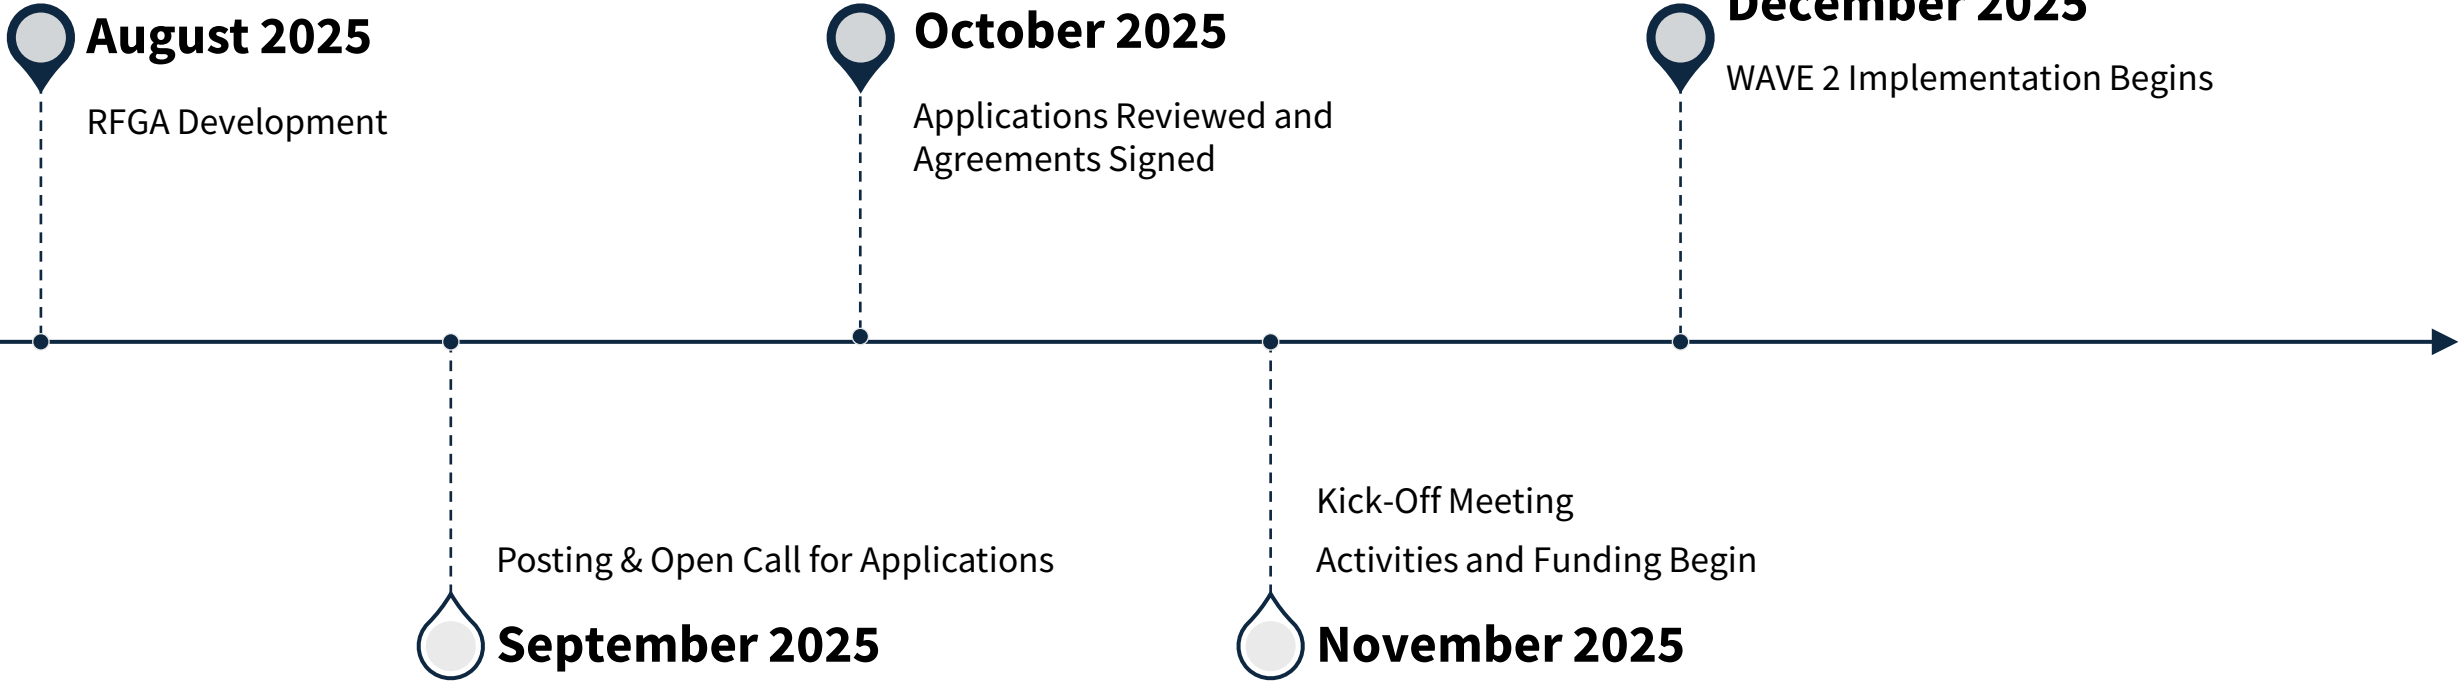 August 2025
RFGA Development
Posting & Open Call for Applications
September 2025
October 2025
Applications Reviewed and
Agreements Signed
Kick-Off Meeting
Activities and Funding Begin
November 2025
December 2025
WAVE 2 Implementation Begins